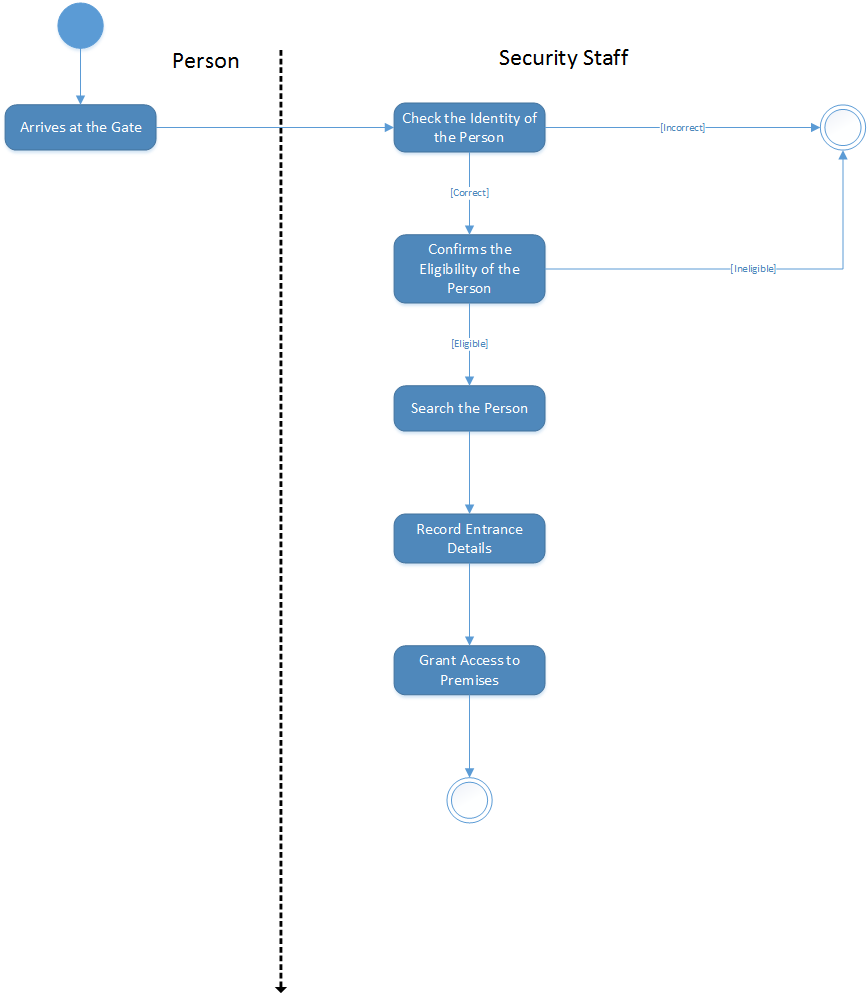 Person
Security Staff
Arrives at the Gate
Check the Identity of
the Person
[Incorrect]
[Correct]
Confirms the
Eligibility of the
Person
[Ineligible]
[Eligible]
Search the Person
Record Entrance
Details
Grant Access to
Premises